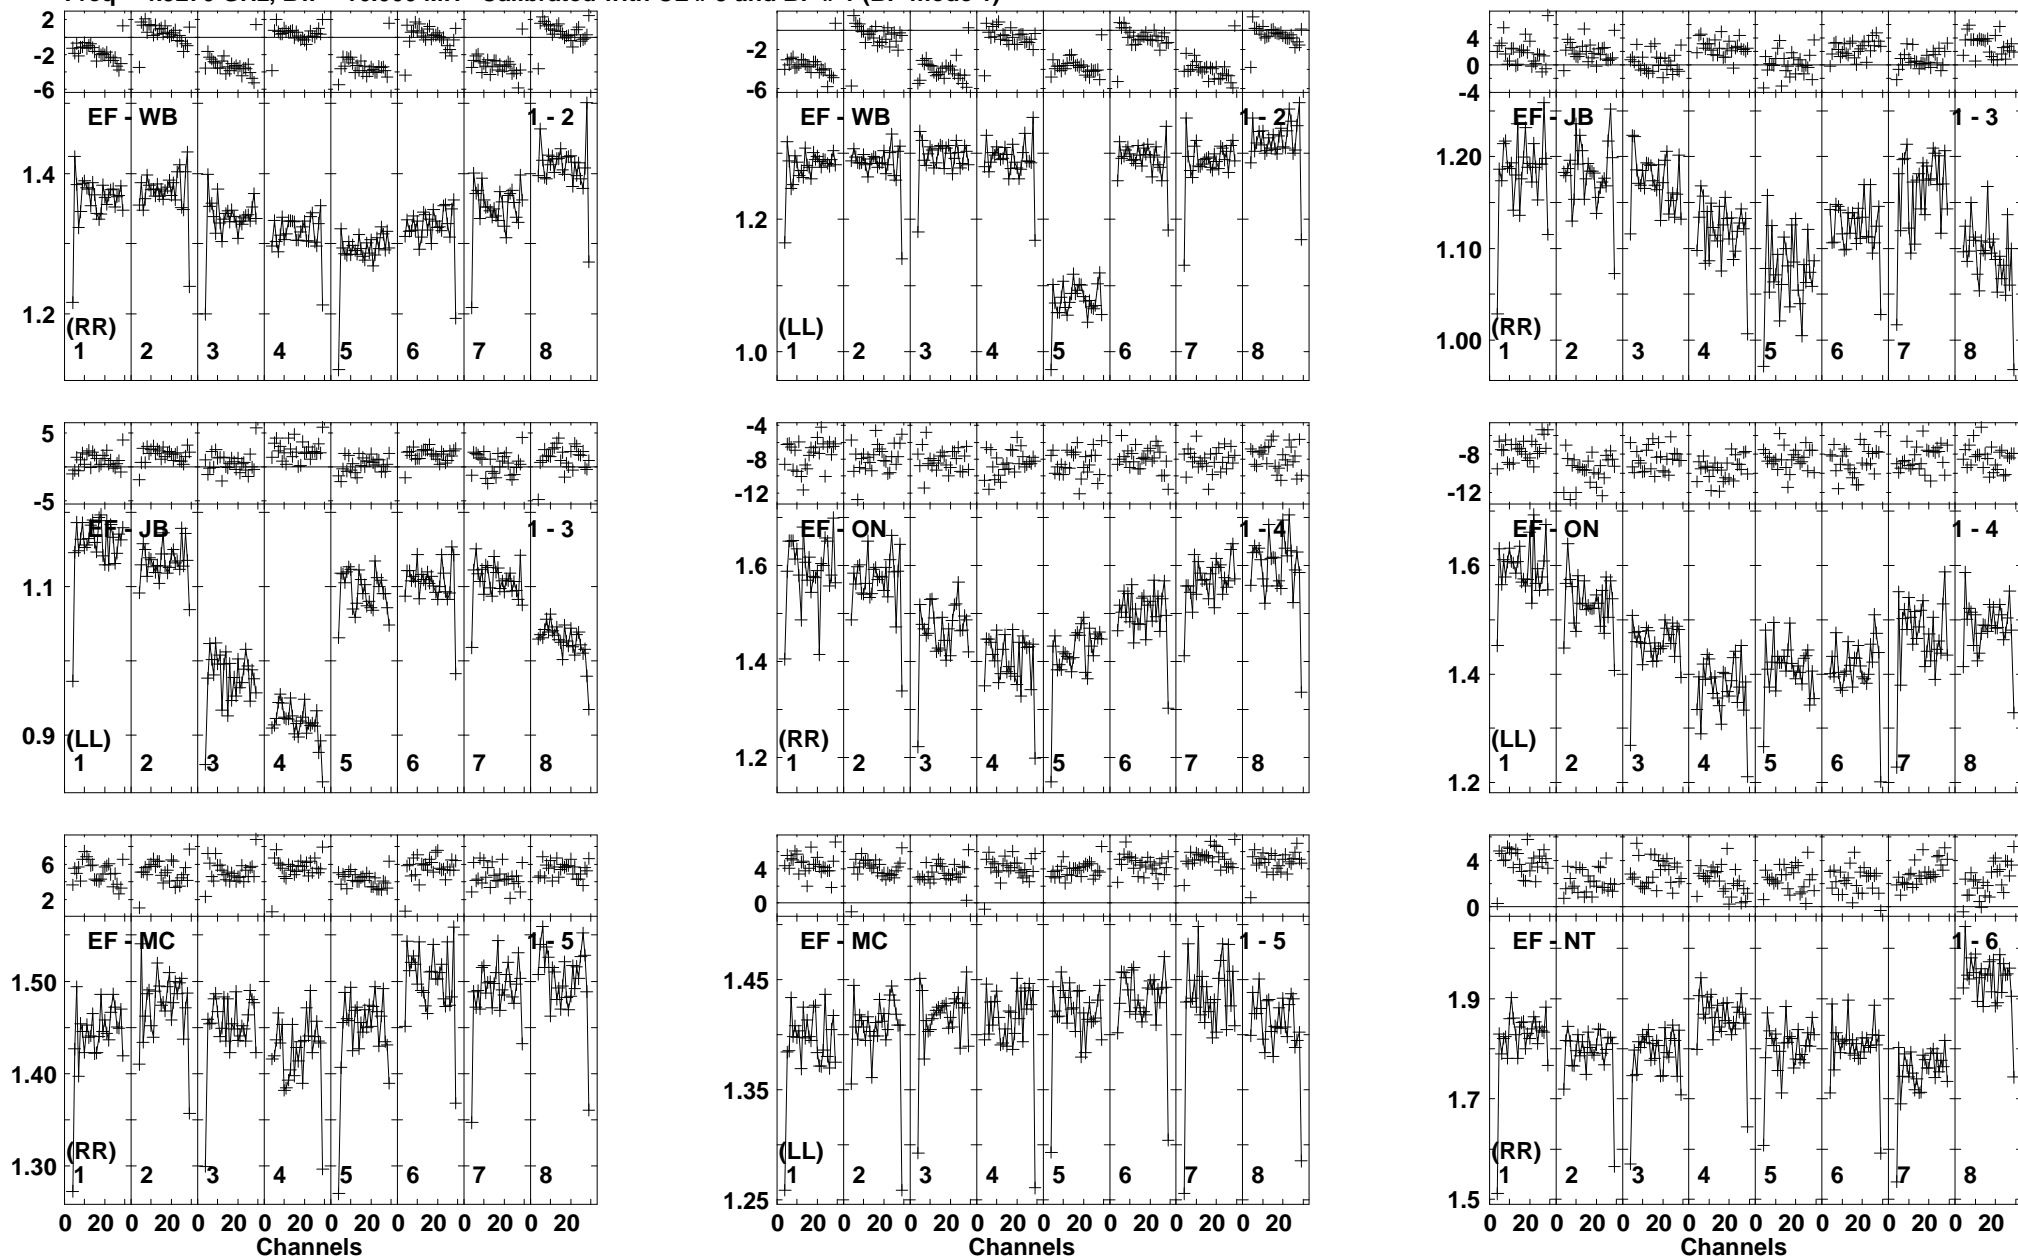 2
-2
-6
EF - WB
1 - 2
1.4
1.2
(RR)
1 2 3 4 5 6 7 8
-2
-6
EF - WB
1 - 2
1.2
1.0
(LL)
1 2 3 4 5 6 7 8
4
0
-4
EF - JB
1 - 3
1.20
1.10
1.00
(RR)
1 2 3 4 5 6 7 8
5
-5
EF - JB
1 - 3
1.1
0.9
(LL)
1 2 3 4 5 6 7 8
-4
-8
-12
EF - ON
1 - 4
1.6
1.4
1.2
(RR)
1 2 3 4 5 6 7 8
-8
-12
EF - ON
1 - 4
1.6
1.4
1.2
(LL)
1 2 3 4 5 6 7 8
6
2
EF - MC
1 - 5
1.50
1.40
1.30
(RR)
1 2 3 4 5 6 7 8
0 20 0 20 0 20 0 20 0 20 0 20 0 20 0 20
Channels
4
0
EF - MC
1 - 5
1.45
1.35
1.25
(LL)
1 2 3 4 5 6 7 8
0 20 0 20 0 20 0 20 0 20 0 20 0 20 0 20
Channels
4
0
EF - NT
1 - 6
1.9
1.7
1.5
(RR)
1 2 3 4 5 6 7 8
0 20 0 20 0 20 0 20 0 20 0 20 0 20 0 20
Channels